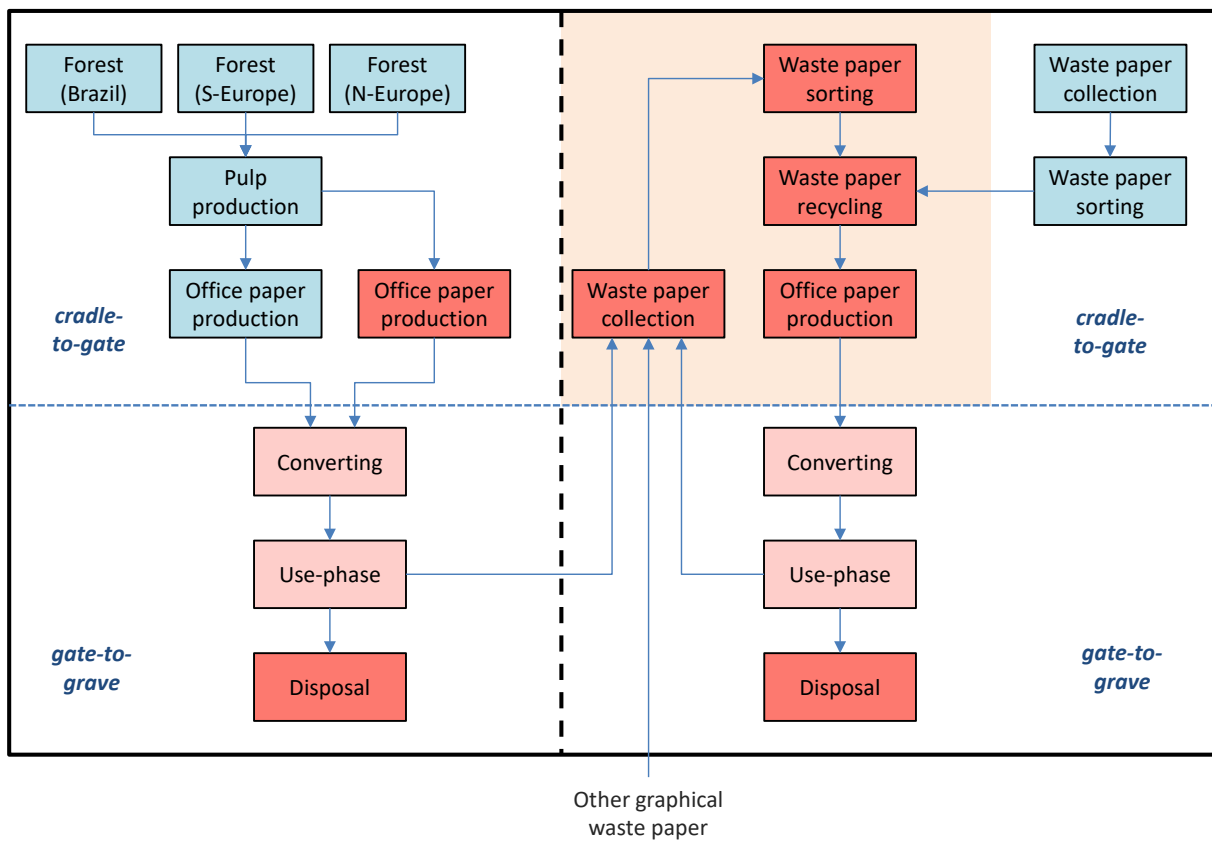 Forest
(Brazil)
Forest
(S-Europe)
Forest
(N-Europe)
Pulp
production
Office paper
production
Office paper
production
cradle-
to-gate
Converting
Use-phase
Disposal
gate-to-
grave
Waste paper
sorting
Waste paper
collection
Waste paper
recycling
Waste paper
sorting
Waste paper
collection
Office paper
production
cradle-
to-gate
Converting
Use-phase
Disposal
gate-to-
grave
Other graphical
waste paper